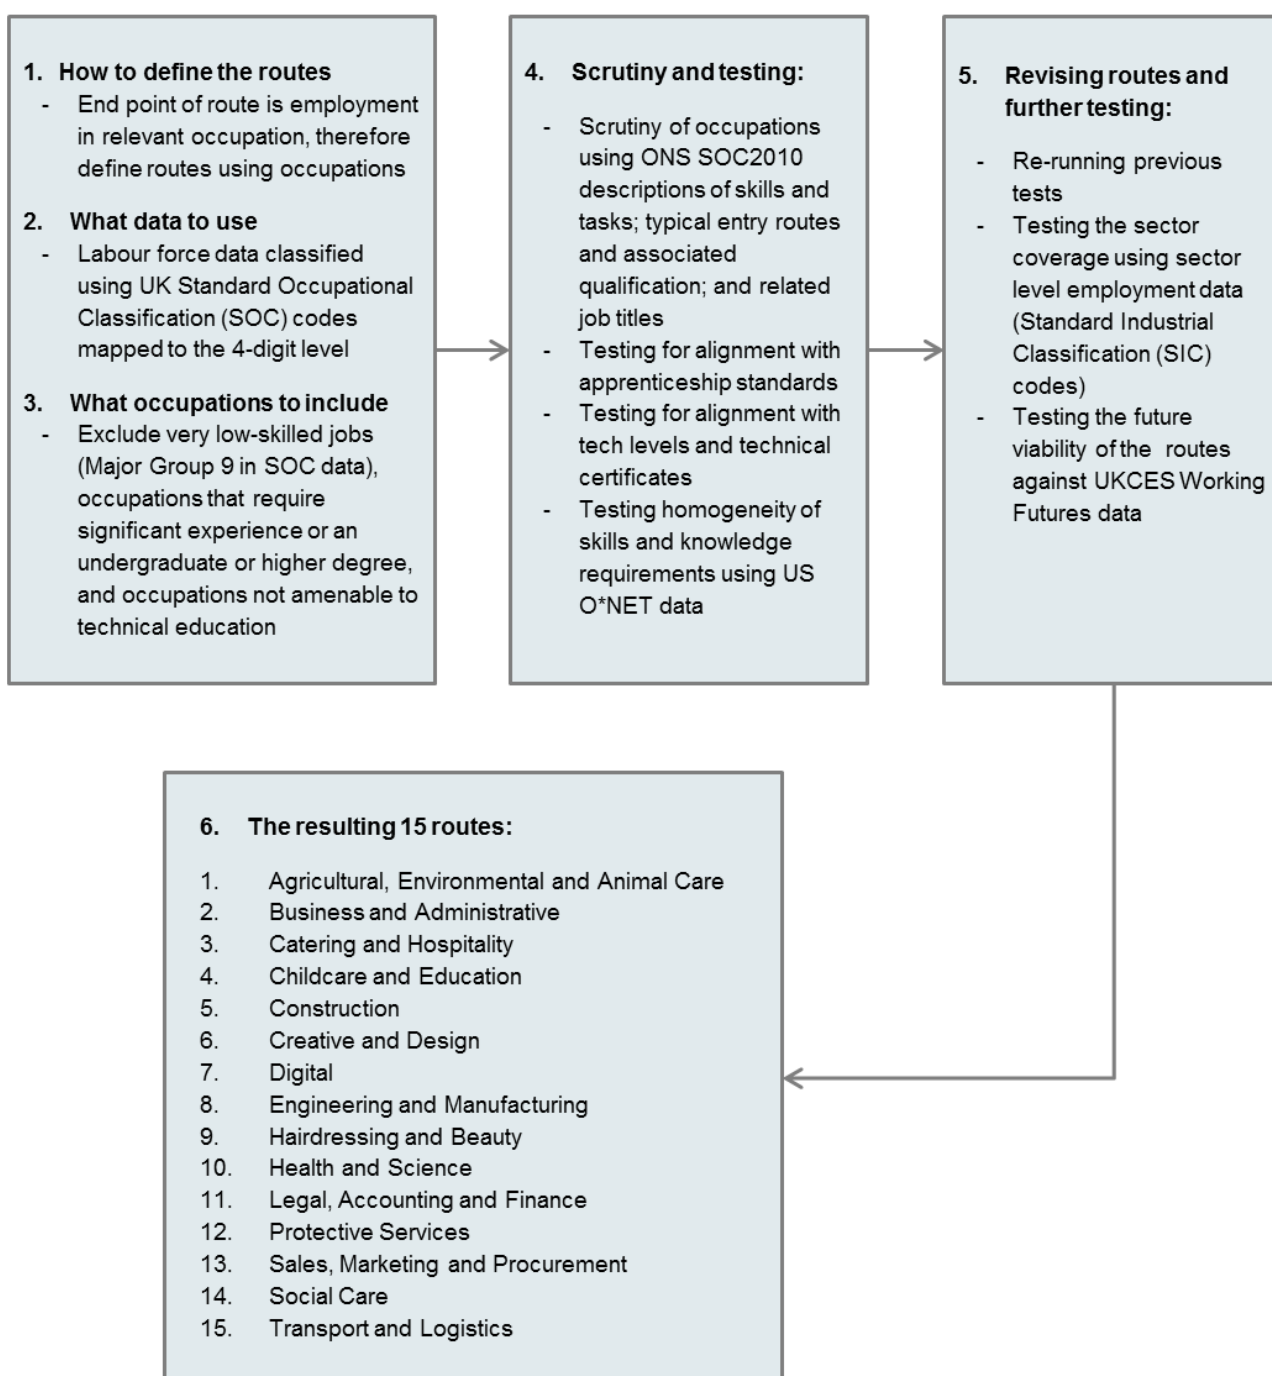 1. How to define the routes
- End point of route is employment
in relevant occupation, therefore
define routes using occupations
2. What data to use
- Labour force data classified
using UK Standard Occupational
Classification (SOC) codes
mapped to the 4-digit level
3. What occupations to include
- Exclude very low-skilled jobs
(Major Group 9 in SOC data),
occupations that require
significant experience or an
undergraduate or higher degree,
and occupations not amenable to
technical education
4. Scrutiny and testing:
- Scrutiny of occupations
using ONS SOC2010
descriptions of skills and
tasks; typical entry routes
and associated
qualification; and related
job titles
- Testing for alignment with
apprenticeship standards
- Testing for alignment with
tech levels and technical
certificates
- Testing homogeneity of
skills and knowledge
requirements using US
O*NET data
5. Revising routes and
further testing:
- Re-running previous
tests
- Testing the sector
coverage using sector
level employment data
(Standard Industrial
Classification (SIC)
codes)
- Testing the future
viability of the routes
against UKCES Working
Futures data
6. The resulting 15 routes:
1. Agricultural, Environmental and Animal Care
2. Business and Administrative
3. Catering and Hospitality
4. Childcare and Education
5. Construction
6. Creative and Design
7. Digital
8. Engineering and Manufacturing
9. Hairdressing and Beauty
10. Health and Science
11. Legal, Accounting and Finance
12. Protective Services
13. Sales, Marketing and Procurement
14. Social Care
15. Transport and Logistics